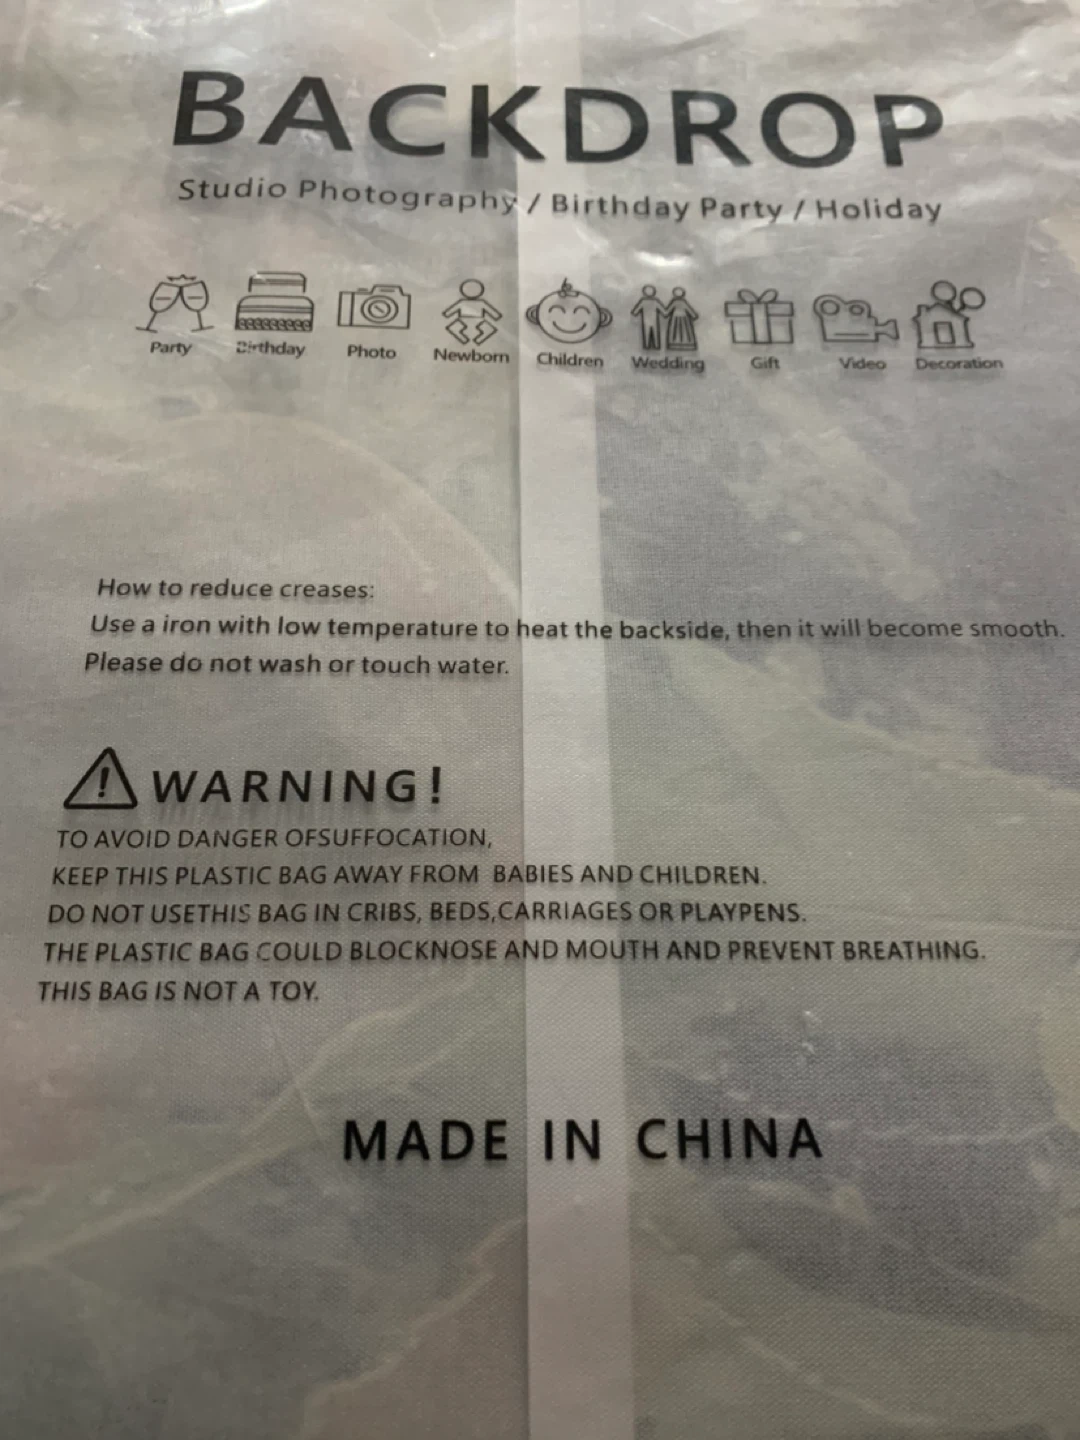 BACKDROP
Studio Photography / Birthday Party / Holiday
Party Birthday Photo Newborn Children Wedding Gift Video Decoration
How to reduce creases:
Use a iron with low temperature to heat the backside, then it will become smooth.
Please do not wash or touch water.
WARNING!
TO AVOID DANGER OFSUFFOCATION,
KEEP THIS PLASTIC BAG AWAY FROM BABIES AND CHILDREN.
DO NOT USETHIS BAG IN CRIBS, BEDS,CARRIAGES OR PLAYPENS.
THE PLASTIC BAG COULD BLOCKNOSE AND MOUTH AND PREVENT BREATHING.
THIS BAG IS NOT A TOY.
MADE IN CHINA